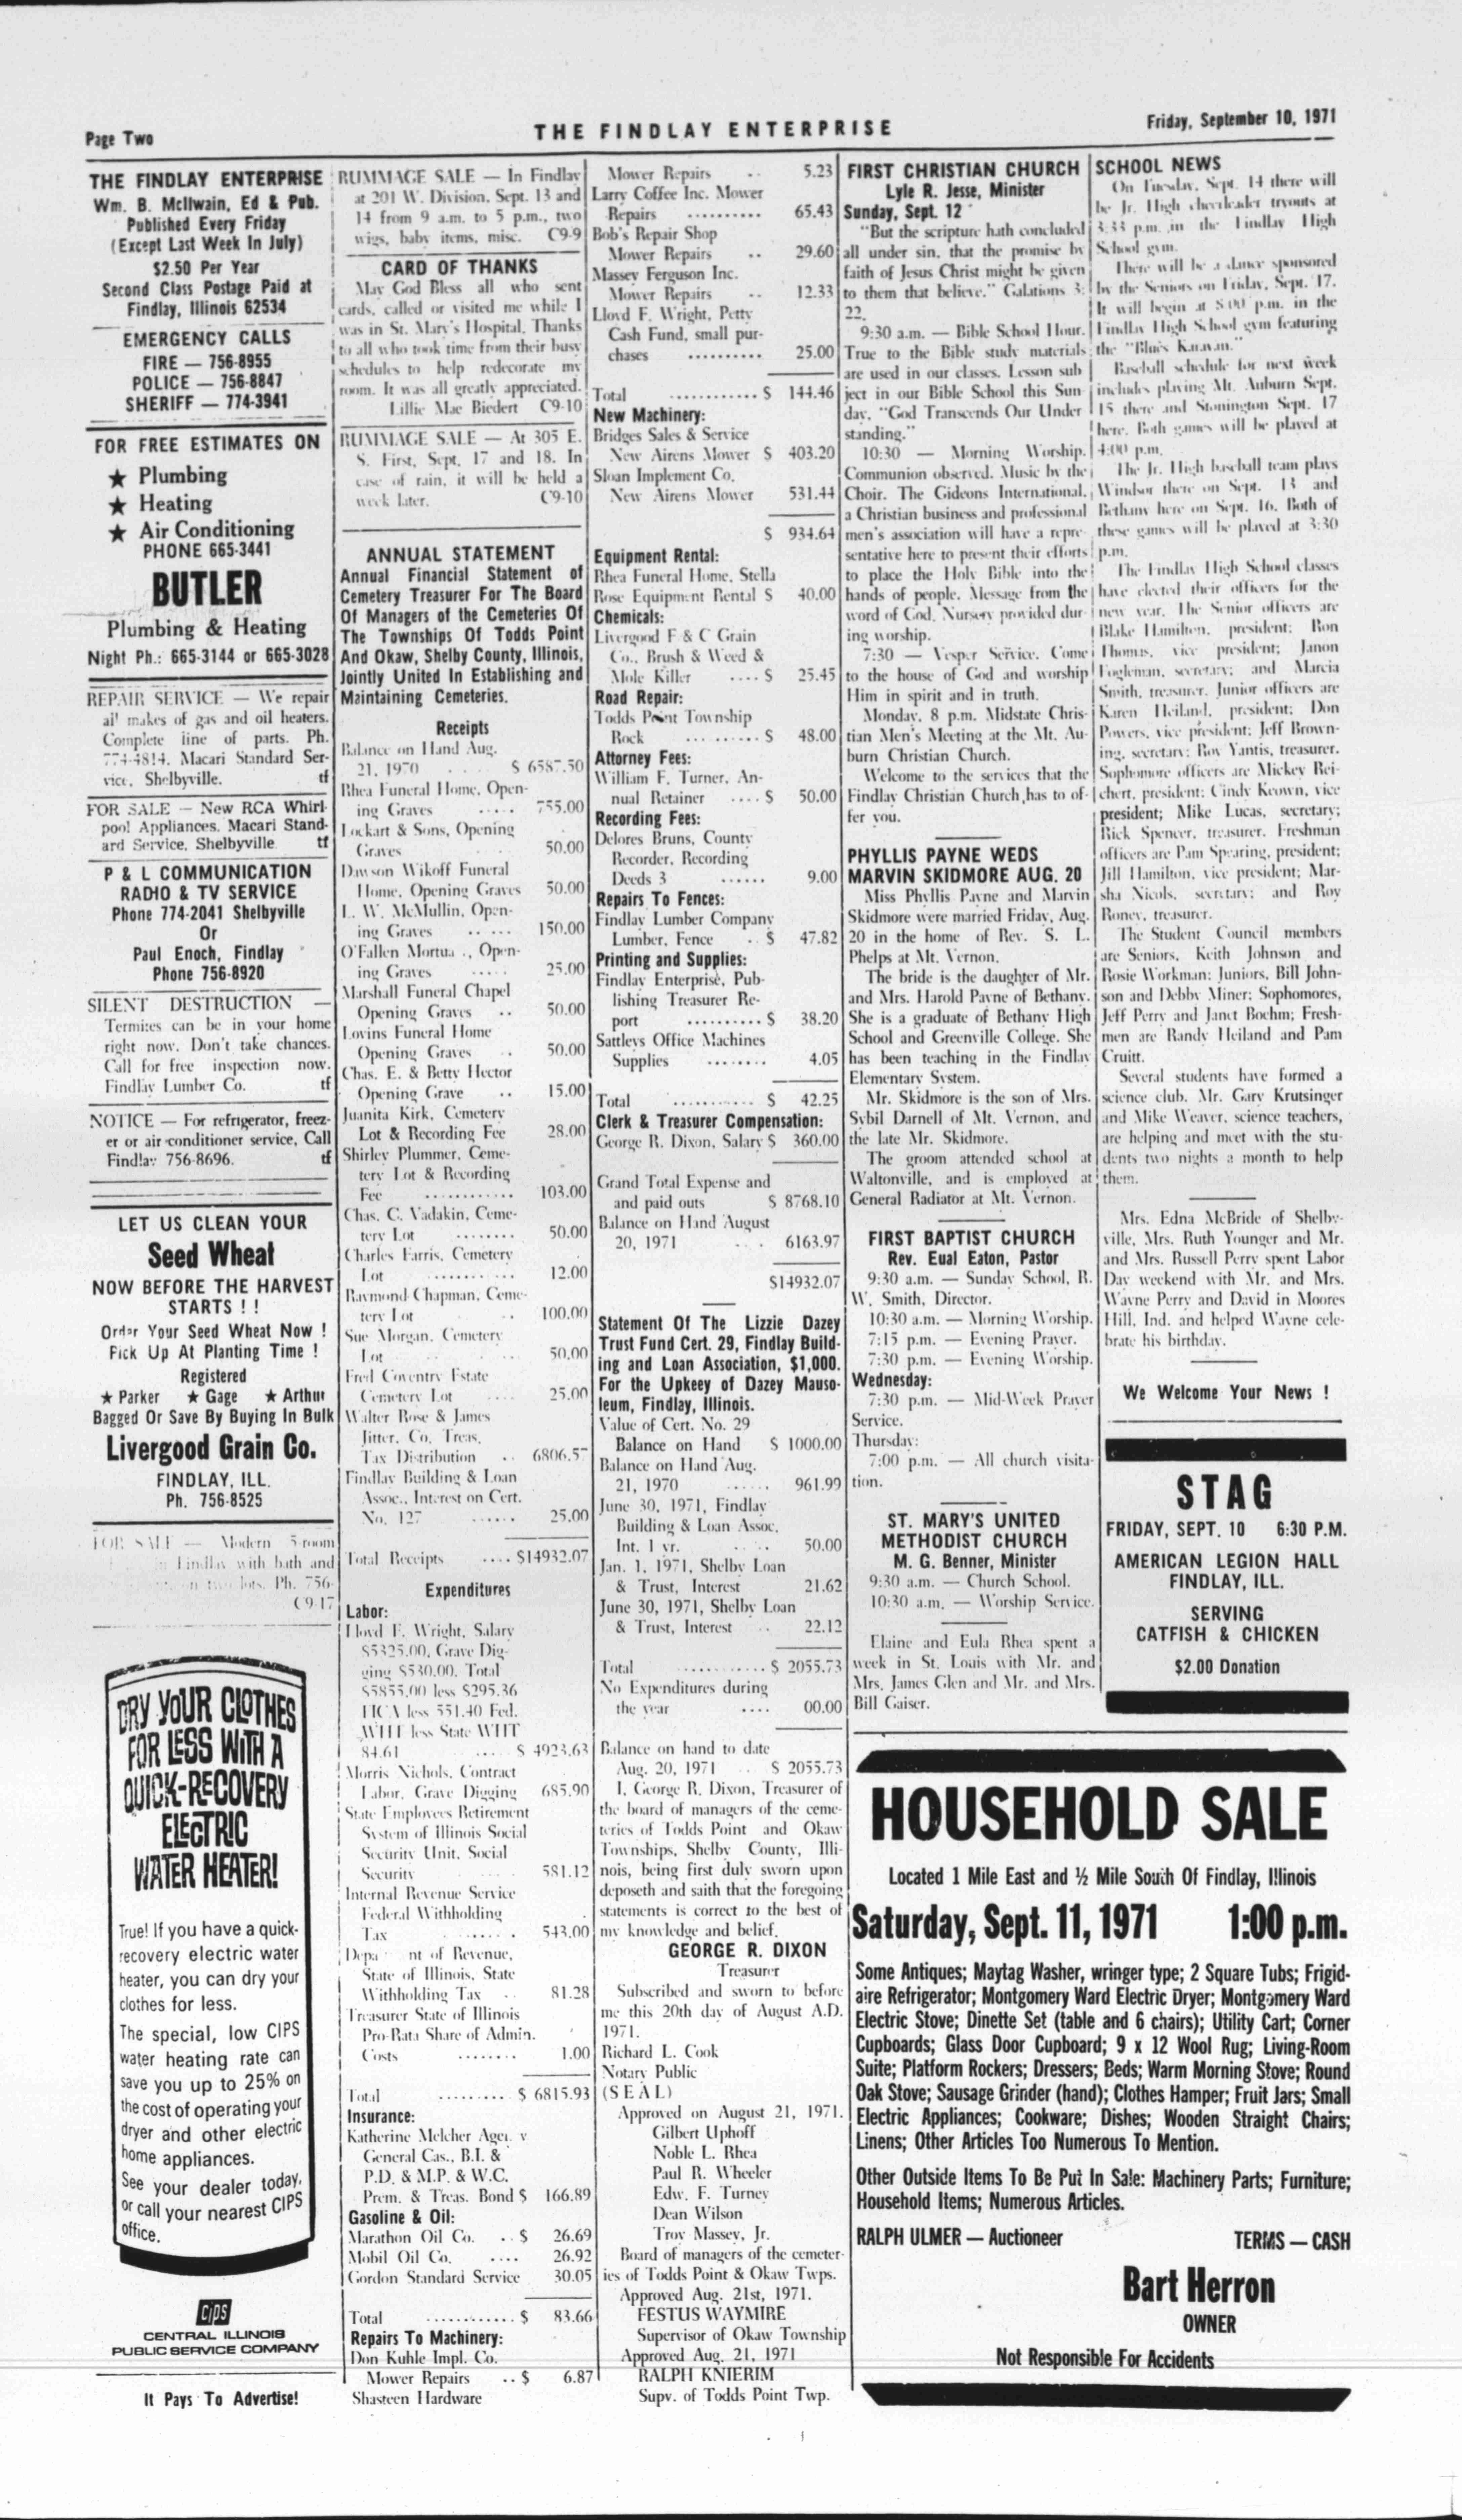 Page Two
THE FINDLAY ENTERPRISE
Friday, September 10, 1971
THE FINDLAY ENTERPRISE
Wm. B. McIlwain, Ed & Pub.
Published Every Friday
(Except Last Week In July)
$2.50 Per Year
Second Class Postage Paid at
Findlay, Illinois 62534
EMERGENCY CALLS
FIRE — 756-8955
POLICE — 756-8847
SHERIFF — 774-3941
FOR FREE ESTIMATES ON
★ Plumbing
★ Heating
★ Air Conditioning
PHONE 665-3441
BUTLER
Plumbing & Heating
Night Ph.: 665-3144 or 665-3028
REPAIR SERVICE — We repair
all makes of gas and oil heaters.
Complete line of parts. Ph.
774-4814. Macari Standard Ser-
vice, Shelbyville. tf
FOR SALE — New RCA Whirl-
pool Appliances. Macari Stand-
ard Service, Shelbyville tf
P & L COMMUNICATION
RADIO & TV SERVICE
Phone 774-2041 Shelbyville
Or
Paul Enoch, Findlay
Phone 756-8920
SILENT DESTRUCTION —
Termites can be in your home
right now. Don't take chances.
Call for free inspection now.
Findlay Lumber Co. tf
NOTICE — For refrigerator, freez-
er or air conditioner service, Call
Findlay 756-8696. tf
LET US CLEAN YOUR
Seed Wheat
NOW BEFORE THE HARVEST
STARTS ! !
Order Your Seed Wheat Now !
Pick Up At Planting Time !
Registered
★ Parker ★ Gage ★ Arthur
Bagged Or Save By Buying In Bulk
Livergood Grain Co.
FINDLAY, ILL.
Ph. 756-8525
FOR SALE — Modern 5 room
in Findlay with bath and
on two lots. Ph. 756-
C9-17
DRY YOUR CLOTHES
FOR LESS WITH A
QUICK-RECOVERY
ELECTRIC
WATER HEATER!
True! If you have a quick-
recovery electric water
heater, you can dry your
clothes for less.
The special, low CIPS
water heating rate can
save you up to 25% on
the cost of operating your
dryer and other electric
home appliances.
See your dealer today,
or call your nearest CIPS
office.
CIPS
CENTRAL ILLINOIS
PUBLIC SERVICE COMPANY
It Pays To Advertise!
RUMMAGE SALE — In Findlay
at 201 W. Division, Sept. 13 and
14 from 9 a.m. to 5 p.m., two
wigs, baby items, misc. C9-9
CARD OF THANKS
May God Bless all who sent
cards, called or visited me while I
was in St. Mary's Hospital. Thanks
to all who took time from their busy
schedules to help redecorate my
room. It was all greatly appreciated.
Lillie Mae Biedert C9-10
RUMMAGE SALE — At 305 E.
S. First, Sept. 17 and 18. In
case of rain, it will be held a
week later. C9-10
ANNUAL STATEMENT
Annual Financial Statement of
Cemetery Treasurer For The Board
Of Managers of the Cemeteries Of
The Townships Of Todds Point
And Okaw, Shelby County, Illinois,
Jointly United In Establishing and
Maintaining Cemeteries.
Receipts
Balance on Hand Aug.
21, 1970 .... $ 6587.50
Rhea Funeral Home, Open-
ing Graves .... 755.00
Lockart & Sons, Opening
Graves 50.00
Dawson Wikoff Funeral
Home, Opening Graves 50.00
L. W. McMullin, Open-
ing Graves ..... 150.00
O'Fallen Mortua ., Open-
ing Graves ..... 25.00
Marshall Funeral Chapel
Opening Graves .. 50.00
Lovins Funeral Home
Opening Graves .. 50.00
Chas. E. & Betty Hector
Opening Grave .. 15.00
Juanita Kirk, Cemetery
Lot & Recording Fee 28.00
Shirley Plummer, Ceme-
tery Lot & Recording
Fee ............ 103.00
Chas. C. Vadakin, Ceme-
tery Lot ........ 50.00
Charles Farris, Cemetery
Lot ............ 12.00
Raymond Chapman, Ceme-
tery Lot .. 100.00
Sue Morgan, Cemetery
Lot 50.00
Fred Coventry Estate
Cemetery Lot .... 25.00
Walter Rose & James
Jitter, Co. Treas.
Tax Distribution .. 6806.57
Findlay Building & Loan
Assoc., Interest on Cert.
No. 127 ...... 25.00
Total Receipts .... $14932.07
Expenditures
Labor:
Lloyd F. Wright, Salary
$5325.00, Grave Dig-
ging $530.00, Total
$5855.00 less $295.36
FICA less 551.40 Fed.
WHT less State WHT
84.61 ..... $ 4923.63
Morris Nichols, Contract
Labor, Grave Digging 685.90
State Employees Retirement
System of Illinois Social
Security Unit, Social
Security 581.12
Internal Revenue Service
Federal Withholding
Tax ....... 543.00
Depa nt of Revenue,
State of Illinois, State
Withholding Tax .. 81.28
Treasurer State of Illinois
Pro-Rata Share of Admin.
Costs ........ 1.00
Total .......... $ 6815.93
Insurance:
Katherine Melcher Agen y
General Cas., B.I. &
P.D. & M.P. & W.C.
Prem. & Treas. Bond $ 166.89
Gasoline & Oil:
Marathon Oil Co. .. $ 26.69
Mobil Oil Co. .... 26.92
Gordon Standard Service 30.05
Total ............ $ 83.66
Repairs To Machinery:
Don Kuhle Impl. Co.
Mower Repairs .. $ 6.87
Shasteen Hardware
Mower Repairs .. 5.23
Larry Coffee Inc. Mower
Repairs .......... 65.43
Bob's Repair Shop
Mower Repairs .. 29.60
Massey Ferguson Inc.
Mower Repairs .. 12.33
Lloyd F. Wright, Petty
Cash Fund, small pur-
chases .......... 25.00
Total ............ $ 144.46
New Machinery:
Bridges Sales & Service
New Airens Mower $ 403.20
Sloan Implement Co.
New Airens Mower 531.44
$ 934.64
Equipment Rental:
Rhea Funeral Home, Stella
Rose Equipment Rental $ 40.00
Chemicals:
Livergood F & C Grain
Co., Brush & Weed &
Mole Killer .... $ 25.45
Road Repair:
Todds Point Township
Rock .......... $ 48.00
Attorney Fees:
William F. Turner, An-
nual Retainer .... $ 50.00
Recording Fees:
Delores Bruns, County
Recorder, Recording
Deeds 3 ...... 9.00
Repairs To Fences:
Findlay Lumber Company
Lumber, Fence .. $ 47.82
Printing and Supplies:
Findlay Enterprise, Pub-
lishing Treasurer Re-
port .......... $ 38.20
Sattleys Office Machines
Supplies ........ 4.05
Total ........... $ 42.25
Clerk & Treasurer Compensation:
George R. Dixon, Salary $ 360.00
Grand Total Expense and
and paid outs $ 8768.10
Balance on Hand August
20, 1971 ... 6163.97
$14932.07
Statement Of The Lizzie Dazey
Trust Fund Cert. 29, Findlay Build-
ing and Loan Association, $1,000.
For the Upkeey of Dazey Mauso-
leum, Findlay, Illinois.
Value of Cert. No. 29
Balance on Hand $ 1000.00
Balance on Hand Aug.
21, 1970 ...... 961.99
June 30, 1971, Findlay
Building & Loan Assoc.
Int. 1 yr. .... 50.00
Jan. 1, 1971, Shelby Loan
& Trust, Interest 21.62
June 30, 1971, Shelby Loan
& Trust, Interest .. 22.12
Total ............ $ 2055.73
No Expenditures during
the year .... 00.00
Balance on hand to date
Aug. 20, 1971 .. $ 2055.73
I, George R. Dixon, Treasurer of
the board of managers of the ceme-
teries of Todds Point and Okaw
Townships, Shelby County, Illi-
nois, being first duly sworn upon
deposeth and saith that the foregoing
statements is correct to the best of
my knowledge and belief.
GEORGE R. DIXON
Treasurer
Subscribed and sworn to before
me this 20th day of August A.D.
1971.
Richard L. Cook
Notary Public
(SEAL)
Approved on August 21, 1971.
Gilbert Uphoff
Noble L. Rhea
Paul R. Wheeler
Edw. F. Turney
Dean Wilson
Troy Massey, Jr.
Board of managers of the cemeter-
ies of Todds Point & Okaw Twps.
Approved Aug. 21st, 1971.
FESTUS WAYMIRE
Supervisor of Okaw Township
Approved Aug. 21, 1971
RALPH KNIERIM
Supv. of Todds Point Twp.
FIRST CHRISTIAN CHURCH
Lyle R. Jesse, Minister
Sunday, Sept. 12
"But the scripture hath concluded
all under sin, that the promise by
faith of Jesus Christ might be given
to them that believe." Galations 3:
22.
9:30 a.m. — Bible School Hour.
True to the Bible study materials
are used in our classes. Lesson sub
ject in our Bible School this Sun
day, "God Transcends Our Under
standing."
10:30 — Morning Worship.
Communion observed. Music by the
Choir. The Gideons International,
a Christian business and professional
men's association will have a repre-
sentative here to present their efforts
to place the Holy Bible into the
hands of people. Message from the
word of God. Nursery provided dur-
ing worship.
7:30 — Vesper Service. Come
to the house of God and worship
Him in spirit and in truth.
Monday, 8 p.m. Midstate Chris-
tian Men's Meeting at the Mt. Au-
burn Christian Church.
Welcome to the services that the
Findlay Christian Church has to of-
fer you.
PHYLLIS PAYNE WEDS
MARVIN SKIDMORE AUG. 20
Miss Phyllis Payne and Marvin
Skidmore were married Friday, Aug.
20 in the home of Rev. S. L.
Phelps at Mt. Vernon.
The bride is the daughter of Mr.
and Mrs. Harold Payne of Bethany.
She is a graduate of Bethany High
School and Greenville College. She
has been teaching in the Findlay
Elementary System.
Mr. Skidmore is the son of Mrs.
Sybil Darnell of Mt. Vernon, and
the late Mr. Skidmore.
The groom attended school at
Waltonville, and is employed at
General Radiator at Mt. Vernon.
FIRST BAPTIST CHURCH
Rev. Eual Eaton, Pastor
9:30 a.m. — Sunday School, R.
W. Smith, Director.
10:30 a.m. — Morning Worship.
7:15 p.m. — Evening Prayer.
7:30 p.m. — Evening Worship.
Wednesday:
7:30 p.m. — Mid-Week Prayer
Service.
Thursday:
7:00 p.m. — All church visita-
tion.
ST. MARY'S UNITED
METHODIST CHURCH
M. G. Benner, Minister
9:30 a.m. — Church School.
10:30 a.m. — Worship Service.
Elaine and Eula Rhea spent a
week in St. Louis with Mr. and
Mrs. James Glen and Mr. and Mrs.
Bill Gaiser.
SCHOOL NEWS
On Tuesday, Sept. 14 there will
be Jr. High cheerleader tryouts at
3:33 p.m. in the Findlay High
School gym.
There will be a dance sponsored
by the Seniors on Friday, Sept. 17.
It will begin at 8:00 p.m. in the
Findlay High School gym featuring
the "Blues Karavan."
Baseball schedule for next week
includes playing Mt. Auburn Sept.
15 there and Stonington Sept. 17
here. Both games will be played at
4:00 p.m.
The Jr. High baseball team plays
Windsor there on Sept. 13 and
Bethany here on Sept. 16. Both of
these games will be played at 3:30
p.m.
The Findlay High School classes
have elected their officers for the
new year. The Senior officers are
Blake Hamilton, president; Ron
Thomas, vice president; Janon
Fogleman, secretary; and Marcia
Smith, treasurer. Junior officers are
Karen Heiland, president; Don
Powers, vice president; Jeff Brown-
ing, secretary; Roy Yantis, treasurer.
Sophomore officers are Mickey Rei-
chert, president; Cindy Keown, vice
president; Mike Lucas, secretary;
Rick Spencer, treasurer. Freshman
officers are Pam Spearing, president;
Jill Hamilton, vice president; Mar-
sha Nicols, secretary; and Roy
Roney, treasurer.
The Student Council members
are Seniors, Keith Johnson and
Rosie Workman; Juniors, Bill John-
son and Debby Miner; Sophomores,
Jeff Perry and Janet Boehm; Fresh-
men are Randy Heiland and Pam
Cruitt.
Several students have formed a
science club. Mr. Gary Krutsinger
and Mike Weaver, science teachers,
are helping and meet with the stu-
dents two nights a month to help
them.
Mrs. Edna McBride of Shelby-
ville, Mrs. Ruth Younger and Mr.
and Mrs. Russell Perry spent Labor
Day weekend with Mr. and Mrs.
Wayne Perry and David in Moores
Hill, Ind. and helped Wayne cele-
brate his birthday.
We Welcome Your News !
STAG
FRIDAY, SEPT. 10 6:30 P.M.
AMERICAN LEGION HALL
FINDLAY, ILL.
SERVING
CATFISH & CHICKEN
$2.00 Donation
HOUSEHOLD SALE
Located 1 Mile East and ½ Mile South Of Findlay, Illinois
Saturday, Sept. 11, 1971 1:00 p.m.
Some Antiques; Maytag Washer, wringer type; 2 Square Tubs; Frigid-
aire Refrigerator; Montgomery Ward Electric Dryer; Montgomery Ward
Electric Stove; Dinette Set (table and 6 chairs); Utility Cart; Corner
Cupboards; Glass Door Cupboard; 9 x 12 Wool Rug; Living-Room
Suite; Platform Rockers; Dressers; Beds; Warm Morning Stove; Round
Oak Stove; Sausage Grinder (hand); Clothes Hamper; Fruit Jars; Small
Electric Appliances; Cookware; Dishes; Wooden Straight Chairs;
Linens; Other Articles Too Numerous To Mention.
Other Outside Items To Be Put In Sale: Machinery Parts; Furniture;
Household Items; Numerous Articles.
RALPH ULMER — Auctioneer TERMS — CASH
Bart Herron
OWNER
Not Responsible For Accidents